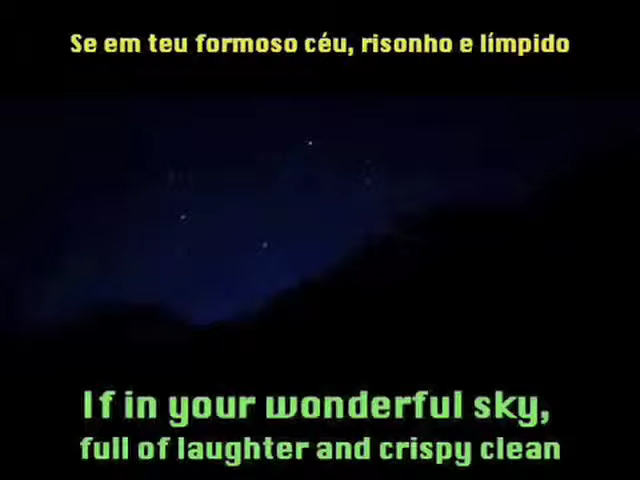 Se em teu formoso céu, risonho e límpido
If in your wonderful sky,
full of laughter and crispy clean